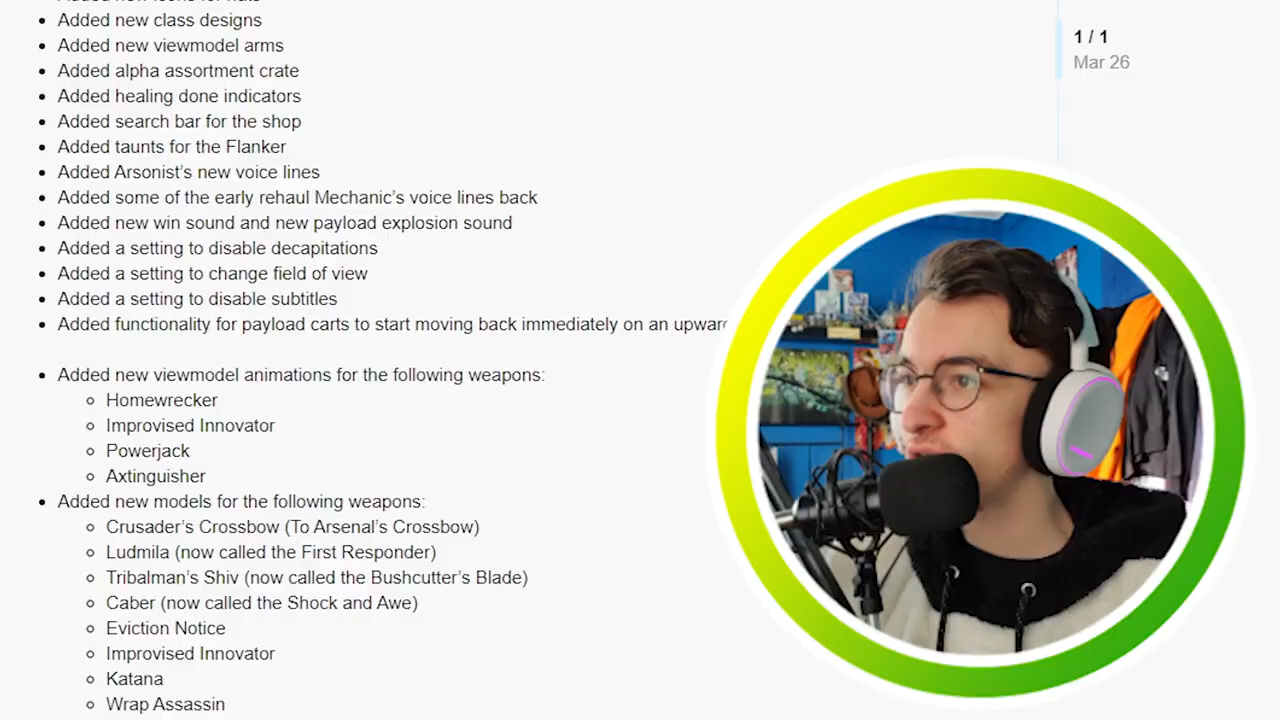 Added new class designs
1 / 1
Added new viewmodel arms
Mar 26
Added alpha assortment crate
Added healing done indicators
Added search bar for the shop
Added taunts for the Flanker
Added Arsonist's new voice lines
Added some of the early rehaul Mechanic's voice lines back
Added new win sound and new payload explosion sound
Added a setting to disable decapitations
Added a setting to change field of view
Added a setting to disable subtitles
Added functionality for payload carts to start moving back immediately on an
Added new viewmodel animations for the following weapons:
Homewrecker
Improvised Innovator
Powerjack
Axtinguisher
Added new models for the following weapons:
Crusader's Crossbow (To Arsenal's Crossbow)
Ludmila (now called the First Responder)
Tribalman's Shiv (now called the Bushcutter's Blade)
Caber (now called the Shock and Awe)
Eviction Notice
Improvised Innovator
Katana
Wrap Assassin